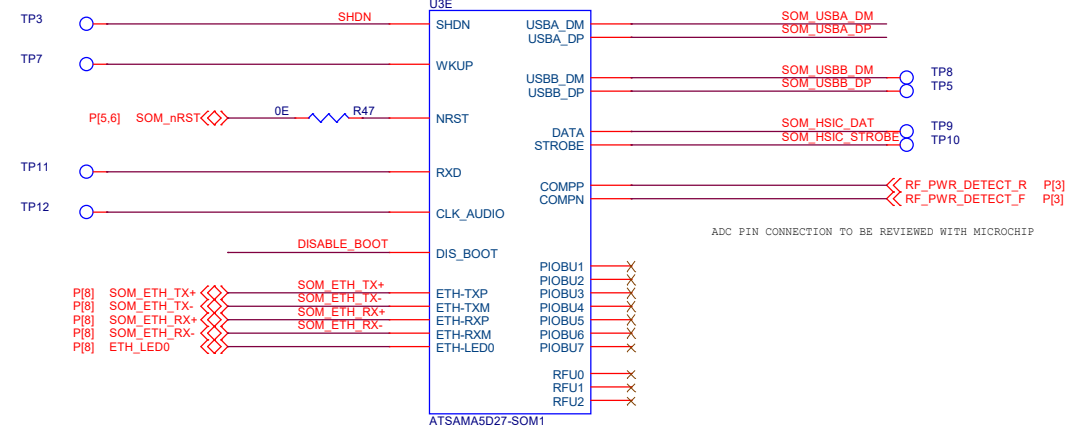 U3E
TP3 SHDN SHDN USBA_DM SOM_USBA_DM
USBA_DP SOM_USBA_DP
TP7 WKUP USBB_DM SOM_USBB_DM TP8
USBB_DP SOM_USBB_DP TP5
P[5,6] SOM_nRST 0E R47 NRST
DATA SOM_HSIC_DAT TP9
STROBE SOM_HSIC_STROBE TP10
TP11 RXD
COMPP RF_PWR_DETECT_R P[3]
COMPN RF_PWR_DETECT_F P[3]
TP12 CLK_AUDIO
ADC PIN CONNECTION TO BE REVIEWED WITH MICROCHIP
DISABLE_BOOT DIS_BOOT
PIOBU1
PIOBU2
P[8] SOM_ETH_TX+ SOM_ETH_TX+ ETH-TXP PIOBU3
P[8] SOM_ETH_TX- SOM_ETH_TX- ETH-TXM PIOBU4
P[8] SOM_ETH_RX+ SOM_ETH_RX+ ETH-RXP PIOBU5
P[8] SOM_ETH_RX- SOM_ETH_RX- ETH-RXM PIOBU6
P[8] ETH_LED0 ETH-LED0 PIOBU7
RFU0
RFU1
RFU2
ATSAMA5D27-SOM1